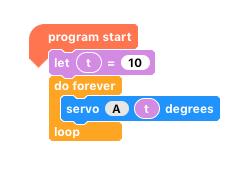 program start
let t = 10
do forever
servo A t degrees
loop